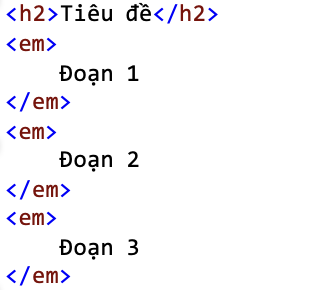 <h2>Tiêu đề</h2>
<em>
    Đoạn 1
</em>
<em>
    Đoạn 2
</em>
<em>
    Đoạn 3
</em>